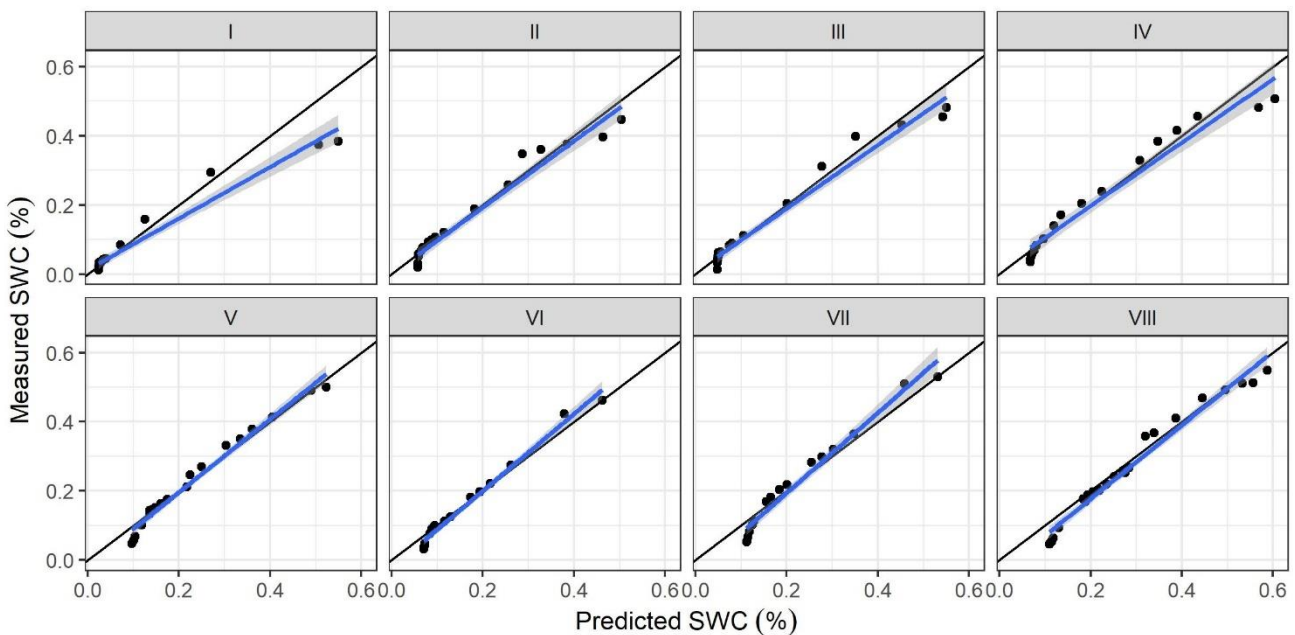 I
II
III
IV
0.6
0.4
0.2
0.0
V
VI
VII
VIII
0.6
0.4
0.2
0.0
0.0 0.2 0.4 0.6 0.0 0.2 0.4 0.6 0.0 0.2 0.4 0.6 0.0 0.2 0.4 0.6
Measured SWC (%)
Predicted SWC (%)